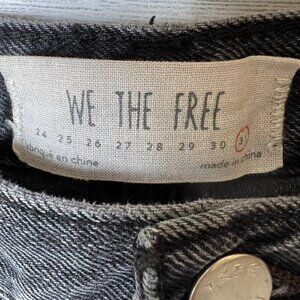 WE THE FREE
24 25 26 27 28 29 30 31
fabriqué en chine made in china